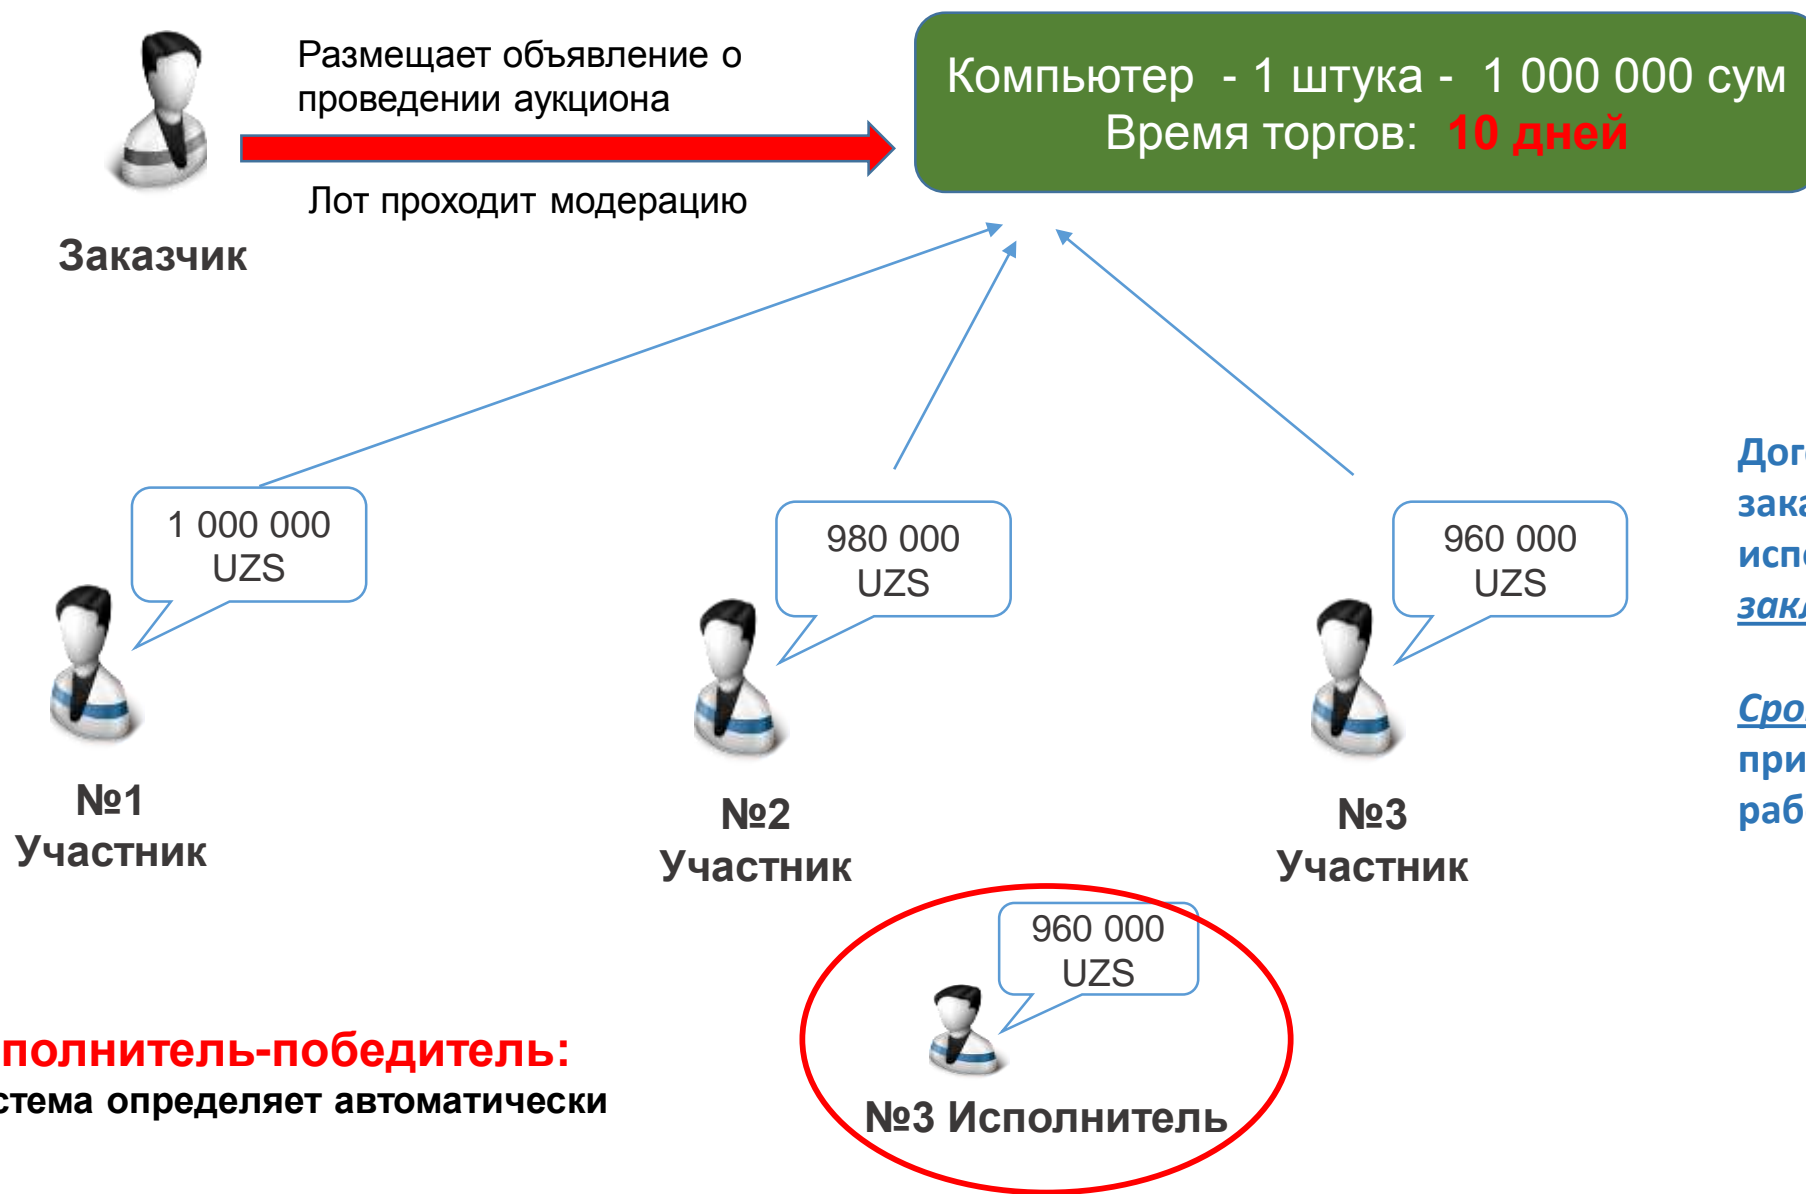 Размещает объявление о
проведении аукциона
Лот проходит модерацию
Заказчик
Компьютер - 1 штука - 1 000 000 сум
Время торгов: 10 дней
1 000 000
UZS
980 000
UZS
960 000
UZS
№1
Участник
№2
Участник
№3
Участник
960 000
UZS
№3 Исполнитель
полнитель-победитель:
стема определяет автоматически